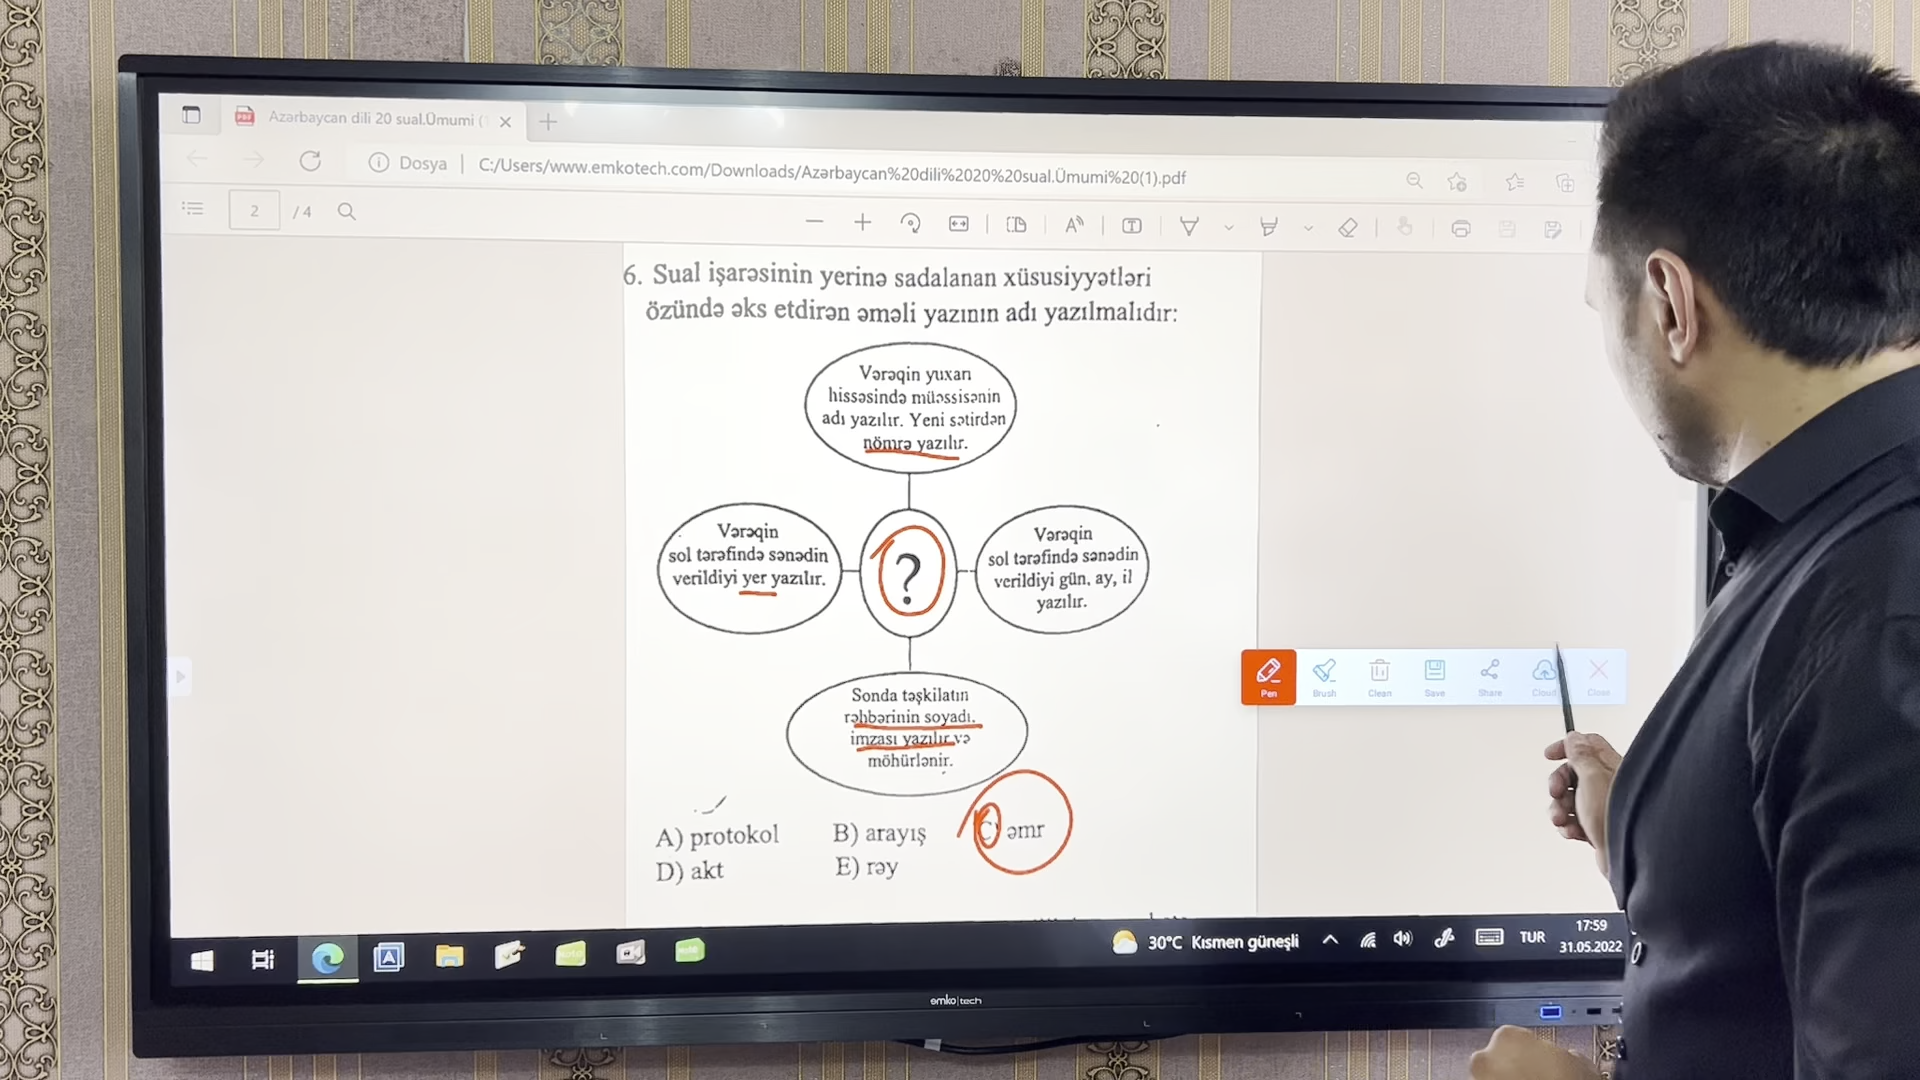 Azərbaycan dili 20 sual.Ümumi (
Dosya
C:/Users/www.emkotech.com/Downloads/Azərbaycan%20dili%2020%20sual.Ümumi%20(1).pdf
2 / 4
6. Sual işarəsinin yerinə sadalanan xüsusiyyətləri
özündə əks etdirən əməli yazının adı yazılmalıdır:
Vərəqin yuxarı
hissəsində müəssisənin
adı yazılır. Yeni sətirdən
nömrə yazılır.
Vərəqin
sol tərəfində sənədin
verildiyi yer yazılır.
?
Vərəqin
sol tərəfində sənədin
verildiyi gün, ay, il
yazılır.
Sonda təşkilatın
rəhbərinin soyadı,
imzası yazılır və
möhürlənir.
A) protokol B) arayış C) əmr
D) akt E) rəy
Pen Brush Clean Save Share Cloud Close
30°C Kısmen güneşli
TUR
17:59
31.05.2022
emko|tech